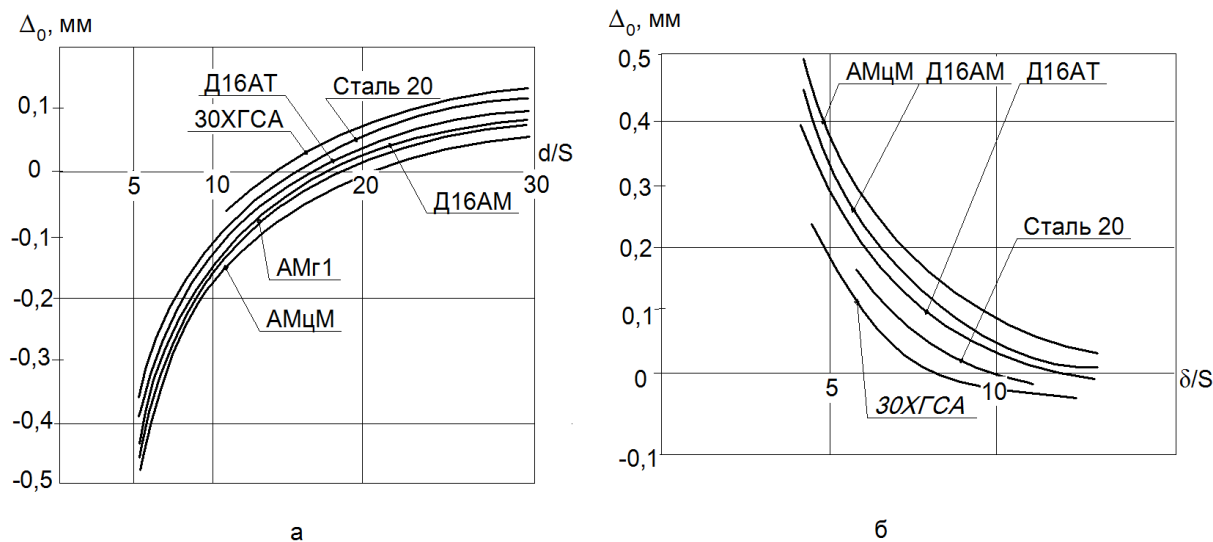 Δ₀, мм
0,1
0
-0,1
-0,2
-0,3
-0,4
-0,5
5
10
20
30
d/S
Д16АТ
Сталь 20
30ХГСА
Д16АМ
АМг1
АМцМ
а
Δ₀, мм
0,5
0,4
0,3
0,2
0,1
0
-0,1
5
10
δ/S
АМцМ Д16АМ Д16АТ
Сталь 20
30ХГСА
б